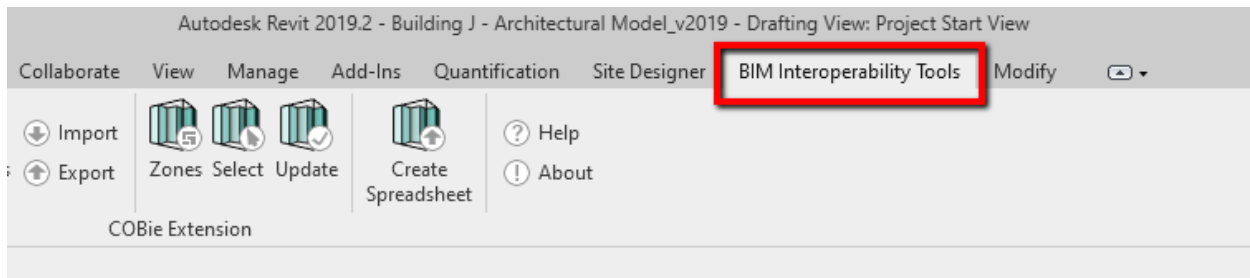 Autodesk Revit 2019.2 - Building J - Architectural Model_v2019 - Drafting View: Project Start View
Collaborate View Manage Add-Ins Quantification Site Designer BIM Interoperability Tools Modify
Import
Export
Zones Select Update
Create
Spreadsheet
Help
About
COBie Extension